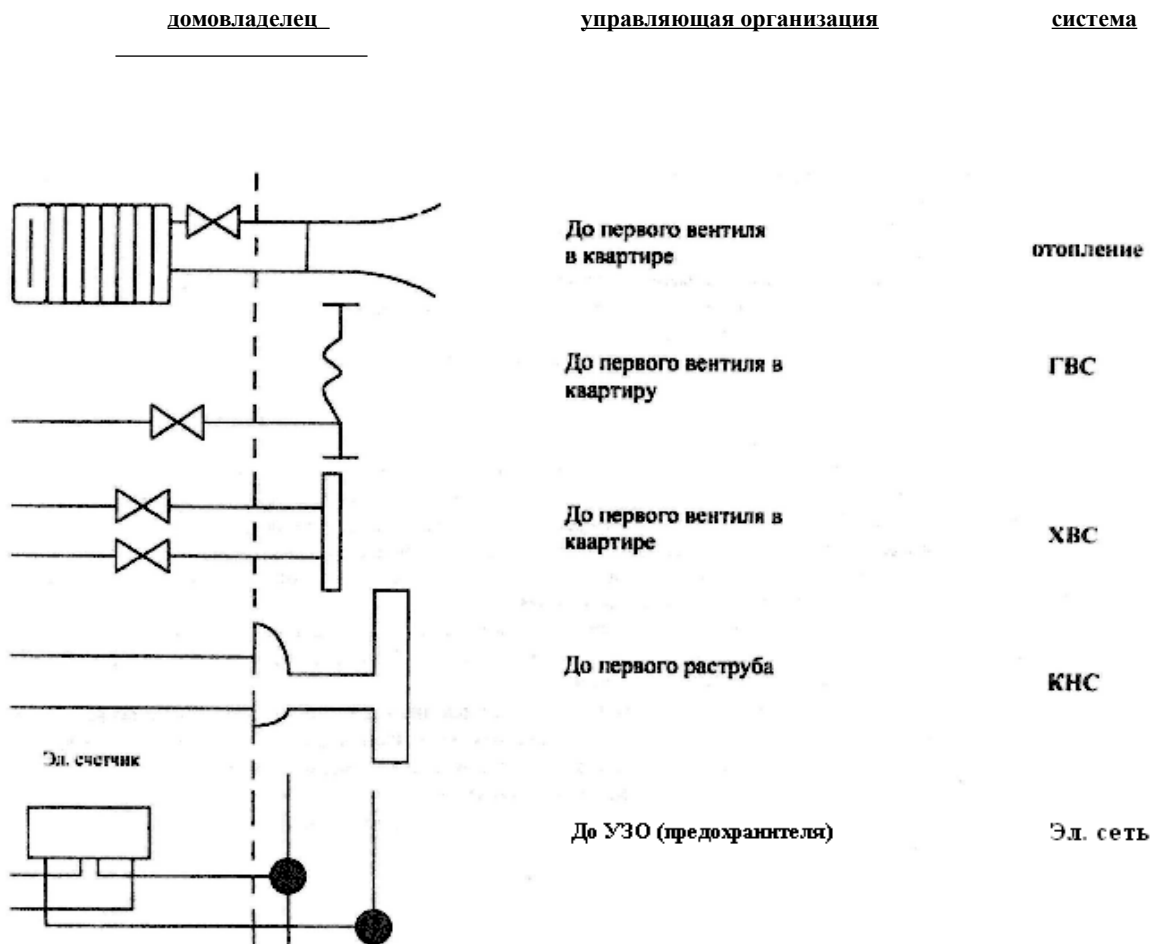 домовладелец управляющая организация система
До первого вентиля
в квартире
отопление
До первого вентиля в
квартиру
ГВС
До первого вентиля в
квартире
ХВС
До первого раструба
КНС
Эл. счетчик
До УЗО (предохранителя)
Эл. сеть